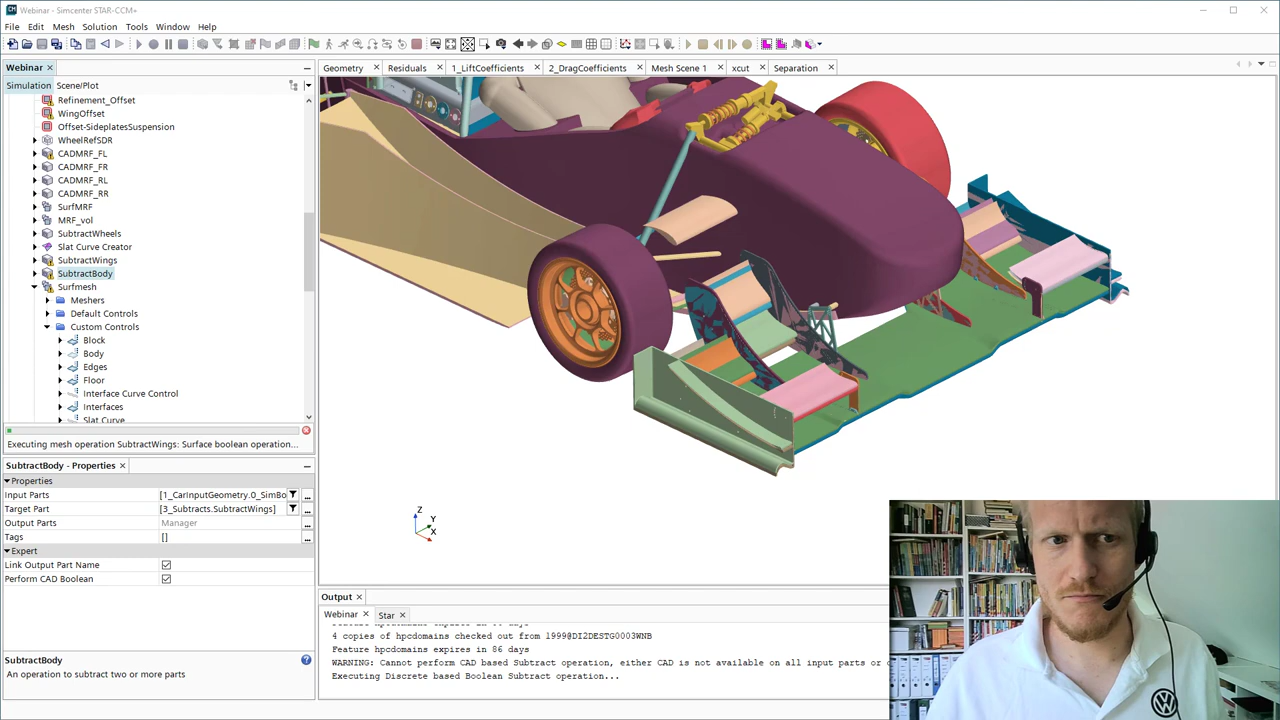 Webinar - Simcenter STAR-CCM+
File Edit Mesh Solution Tools Window Help
Webinar
Geometry Residuals 1_LiftCoefficients 2_DragCoefficients Mesh Scene 1 xcut Separation
Simulation Scene/Plot
Refinement_Offset
WingOffset
Offset-SideplatesSuspension
WheelRefSDR
CADMRF_FL
CADMRF_FR
CADMRF_RL
CADMRF_RR
SurfMRF
MRF_vol
SubtractWheels
Slat Curve Creator
SubtractWings
SubtractBody
Surfmesh
Meshers
Default Controls
Custom Controls
Block
Body
Edges
Floor
Interface Curve Control
Interfaces
Slat Curve
Executing mesh operation SubtractWings: Surface boolean operation...
SubtractBody - Properties
Properties
Input Parts [1_CarInputGeometry.0_SimBo
Target Part [3_Subtracts.SubtractWings]
Output Parts Manager
Tags []
Expert
Link Output Part Name
Perform CAD Boolean
SubtractBody
An operation to subtract two or more parts
Z
Y
X
Output
Webinar Star
4 copies of hpcdomains checked out from 1999@DI2DESTG0003WNB
Feature hpcdomains expires in 86 days
WARNING: Cannot perform CAD based Subtract operation, either CAD is not available on all input parts or
Executing Discrete based Boolean Subtract operation...